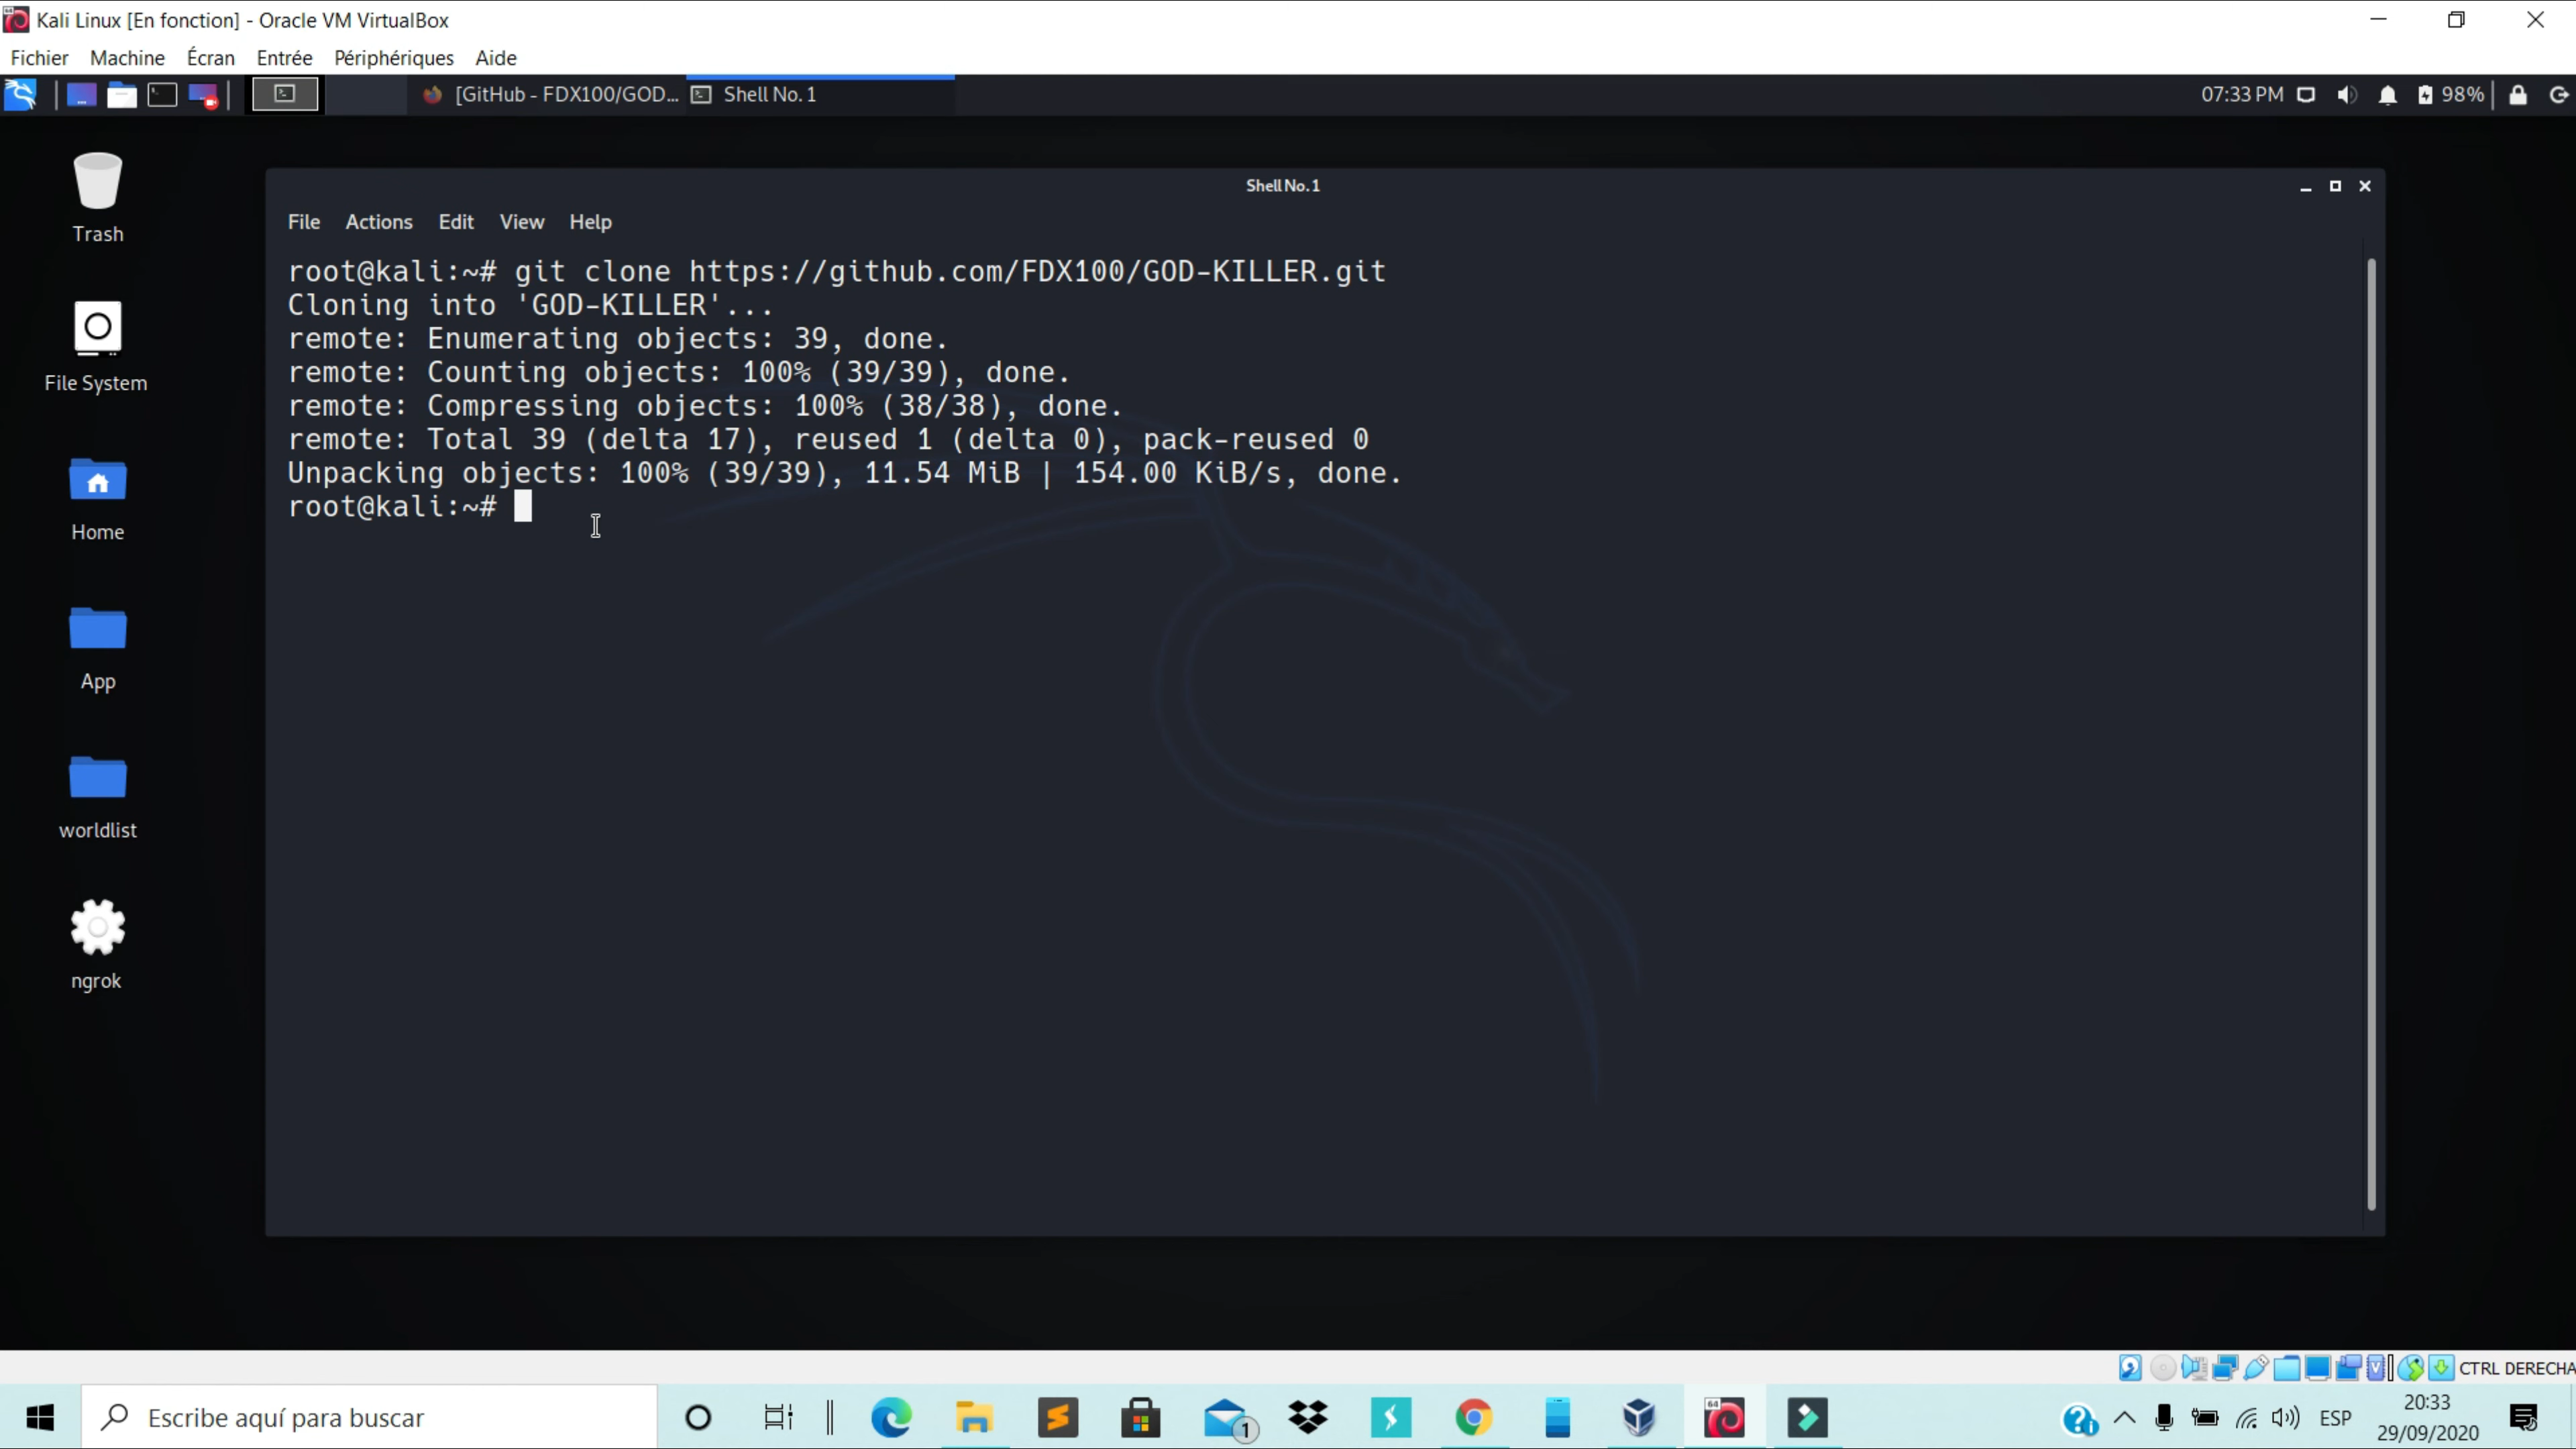 Kali Linux [En fonction] - Oracle VM VirtualBox
Fichier Machine Écran Entrée Périphériques Aide
[GitHub - FDX100/GOD... Shell No. 1 07:33 PM 98%
Shell No. 1
File Actions Edit View Help
root@kali:~# git clone https://github.com/FDX100/GOD-KILLER.git
Cloning into 'GOD-KILLER'...
remote: Enumerating objects: 39, done.
remote: Counting objects: 100% (39/39), done.
remote: Compressing objects: 100% (38/38), done.
remote: Total 39 (delta 17), reused 1 (delta 0), pack-reused 0
Unpacking objects: 100% (39/39), 11.54 MiB | 154.00 KiB/s, done.
root@kali:~#
Trash
File System
Home
App
worldlist
ngrok
CTRL DERECHA
Escribe aquí para buscar
1
64
ESP
20:33
29/09/2020